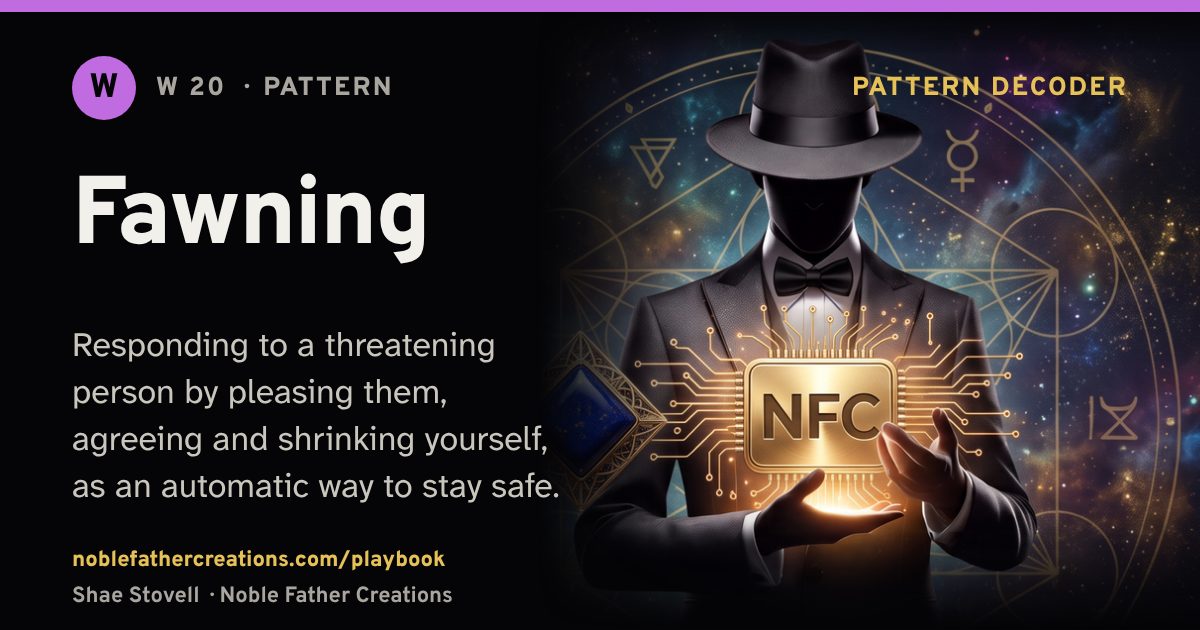 W
W 20 · PATTERN
PATTERN DECODER
Fawning
Responding to a threatening
person by pleasing them,
agreeing and shrinking yourself,
as an automatic way to stay safe.
NFC
noblefathercreations.com/playbook
Shae Stovell · Noble Father Creations